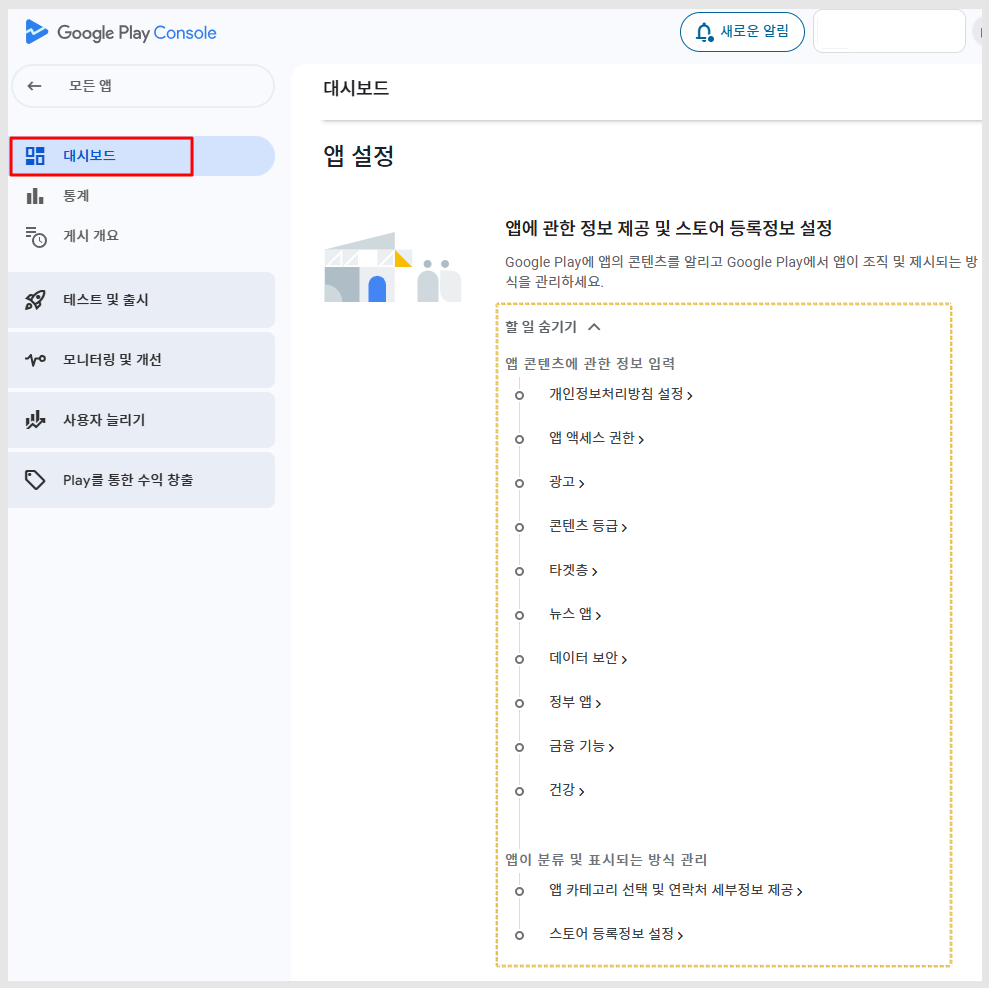 Google Play Console
새로운 알림
모든 앱
대시보드
통계
게시 개요
테스트 및 출시
모니터링 및 개선
사용자 늘리기
Play를 통한 수익 창출
대시보드
앱 설정
앱에 관한 정보 제공 및 스토어 등록정보 설정
Google Play에 앱의 콘텐츠를 알리고 Google Play에서 앱이 조직 및 제시되는 방
식을 관리하세요.
할 일 숨기기
앱 콘텐츠에 관한 정보 입력
개인정보처리방침 설정
앱 액세스 권한
광고
콘텐츠 등급
타겟층
뉴스 앱
데이터 보안
정부 앱
금융 기능
건강
앱이 분류 및 표시되는 방식 관리
앱 카테고리 선택 및 연락처 세부정보 제공
스토어 등록정보 설정